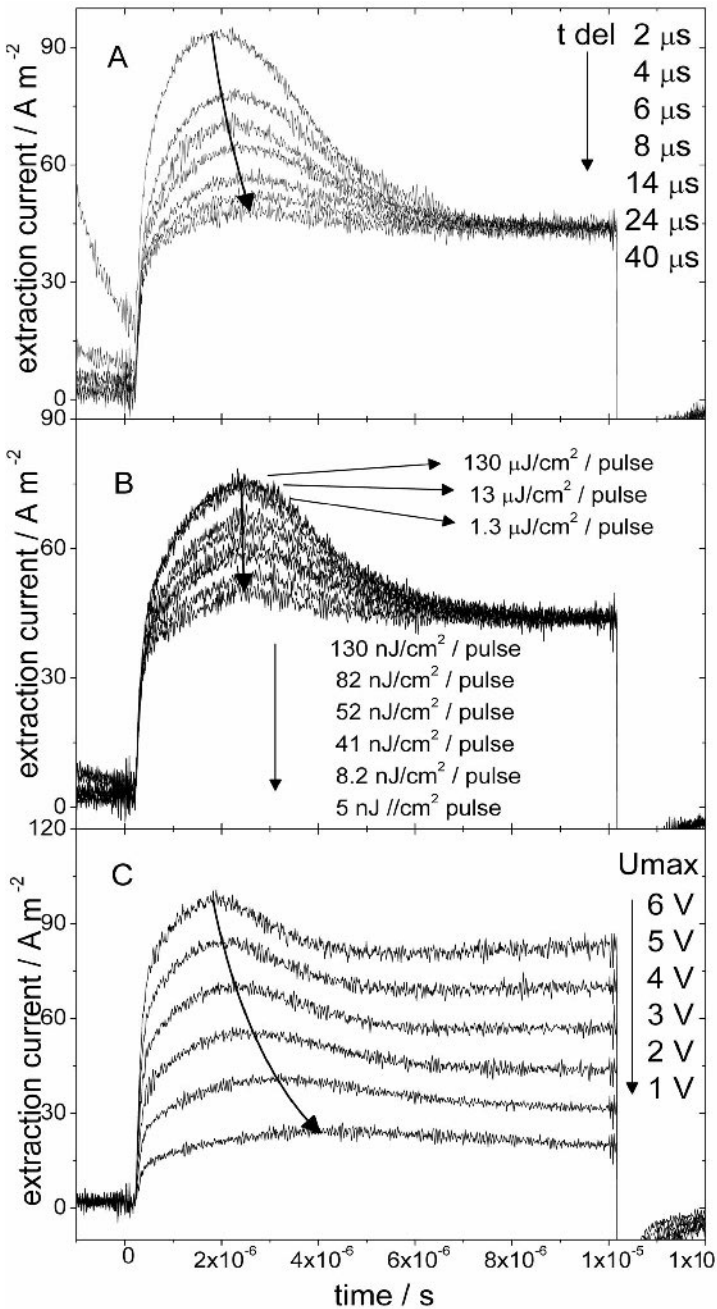 A
t del 2 μs
4 μs
6 μs
8 μs
14 μs
24 μs
40 μs
90
60
30
0
extraction current / A m⁻²
B
130 μJ/cm² / pulse
13 μJ/cm² / pulse
1.3 μJ/cm² / pulse
130 nJ/cm² / pulse
82 nJ/cm² / pulse
52 nJ/cm² / pulse
41 nJ/cm² / pulse
8.2 nJ/cm² / pulse
5 nJ //cm² pulse
90
60
30
0
extraction current / A m⁻²
C
Umax
6 V
5 V
4 V
3 V
2 V
1 V
120
90
60
30
0
extraction current / A m⁻²
0 2x10⁻⁶ 4x10⁻⁶ 6x10⁻⁶ 8x10⁻⁶ 1x10⁻⁵ 1x10
time / s